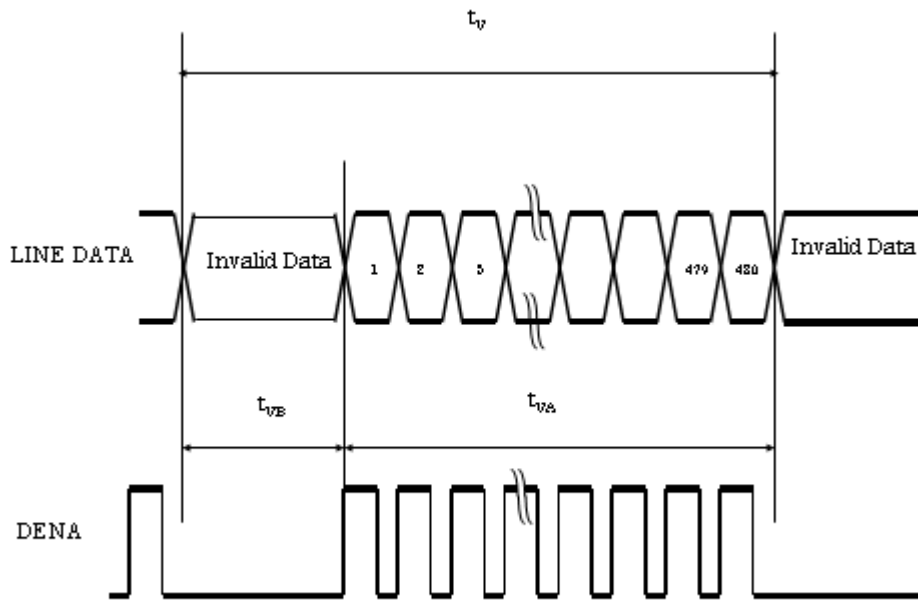 tV
LINE DATA
Invalid Data
1 2 3 479 480
Invalid Data
tVB
tVA
DENA